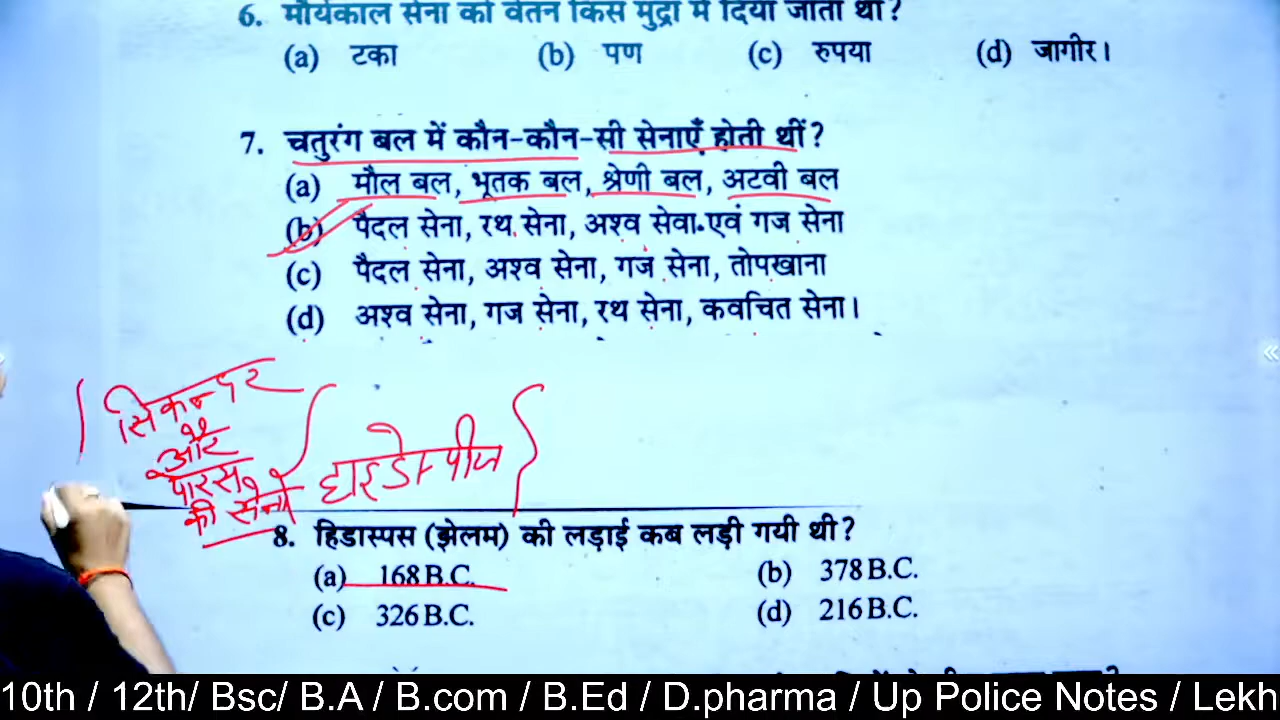 6. मौर्यकाल सेना को वेतन किस मुद्रा में दिया जाता था?
(a) टका (b) पण (c) रुपया (d) जागीर।
7. चतुरंग बल में कौन-कौन-सी सेनाएँ होती थीं?
(a) मौल बल, भूतक बल, श्रेणी बल, अटवी बल
(b) पैदल सेना, रथ सेना, अश्व सेवा एवं गज सेना
(c) पैदल सेना, अश्व सेना, गज सेना, तोपखाना
(d) अश्व सेना, गज सेना, रथ सेना, कवचित सेना।
सिकन्दर
और
पारस
की सेना
8. हिडास्पस (झेलम) की लड़ाई कब लड़ी गयी थी?
(a) 168 B.C. (b) 378 B.C.
(c) 326 B.C. (d) 216 B.C.
10th / 12th/ Bsc/ B.A / B.com / B.Ed / D.pharma / Up Police Notes / Lekh